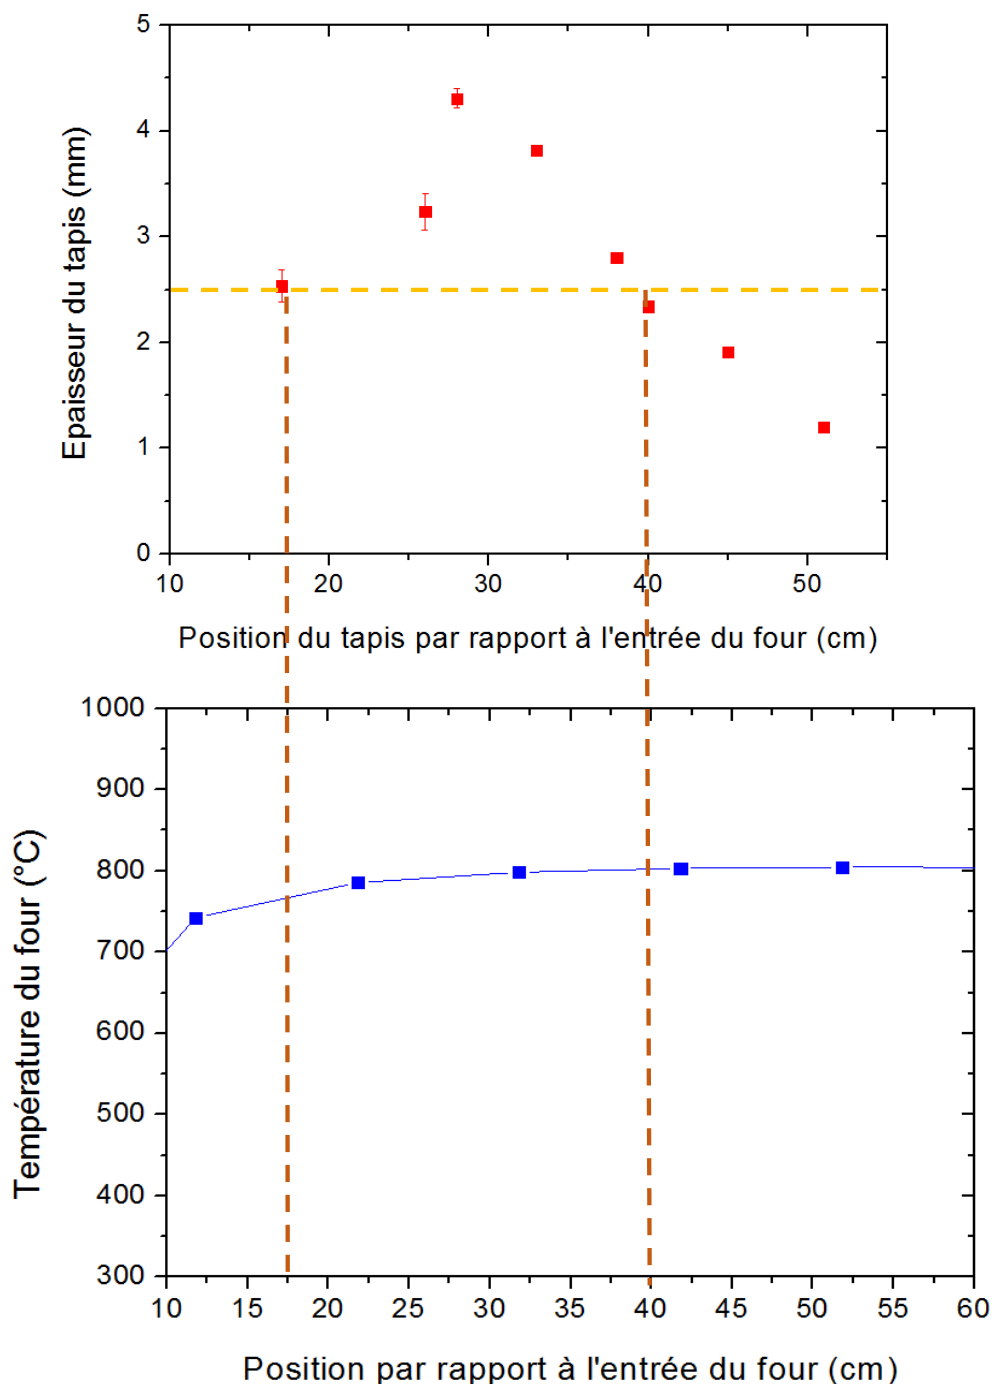 5
4
3
2
1
0
Epaisseur du tapis (mm)
10 20 30 40 50
Position du tapis par rapport à l'entrée du four (cm)
1000
900
800
700
600
500
400
300
Température du four (°C)
10 15 20 25 30 35 40 45 50 55 60
Position par rapport à l'entrée du four (cm)